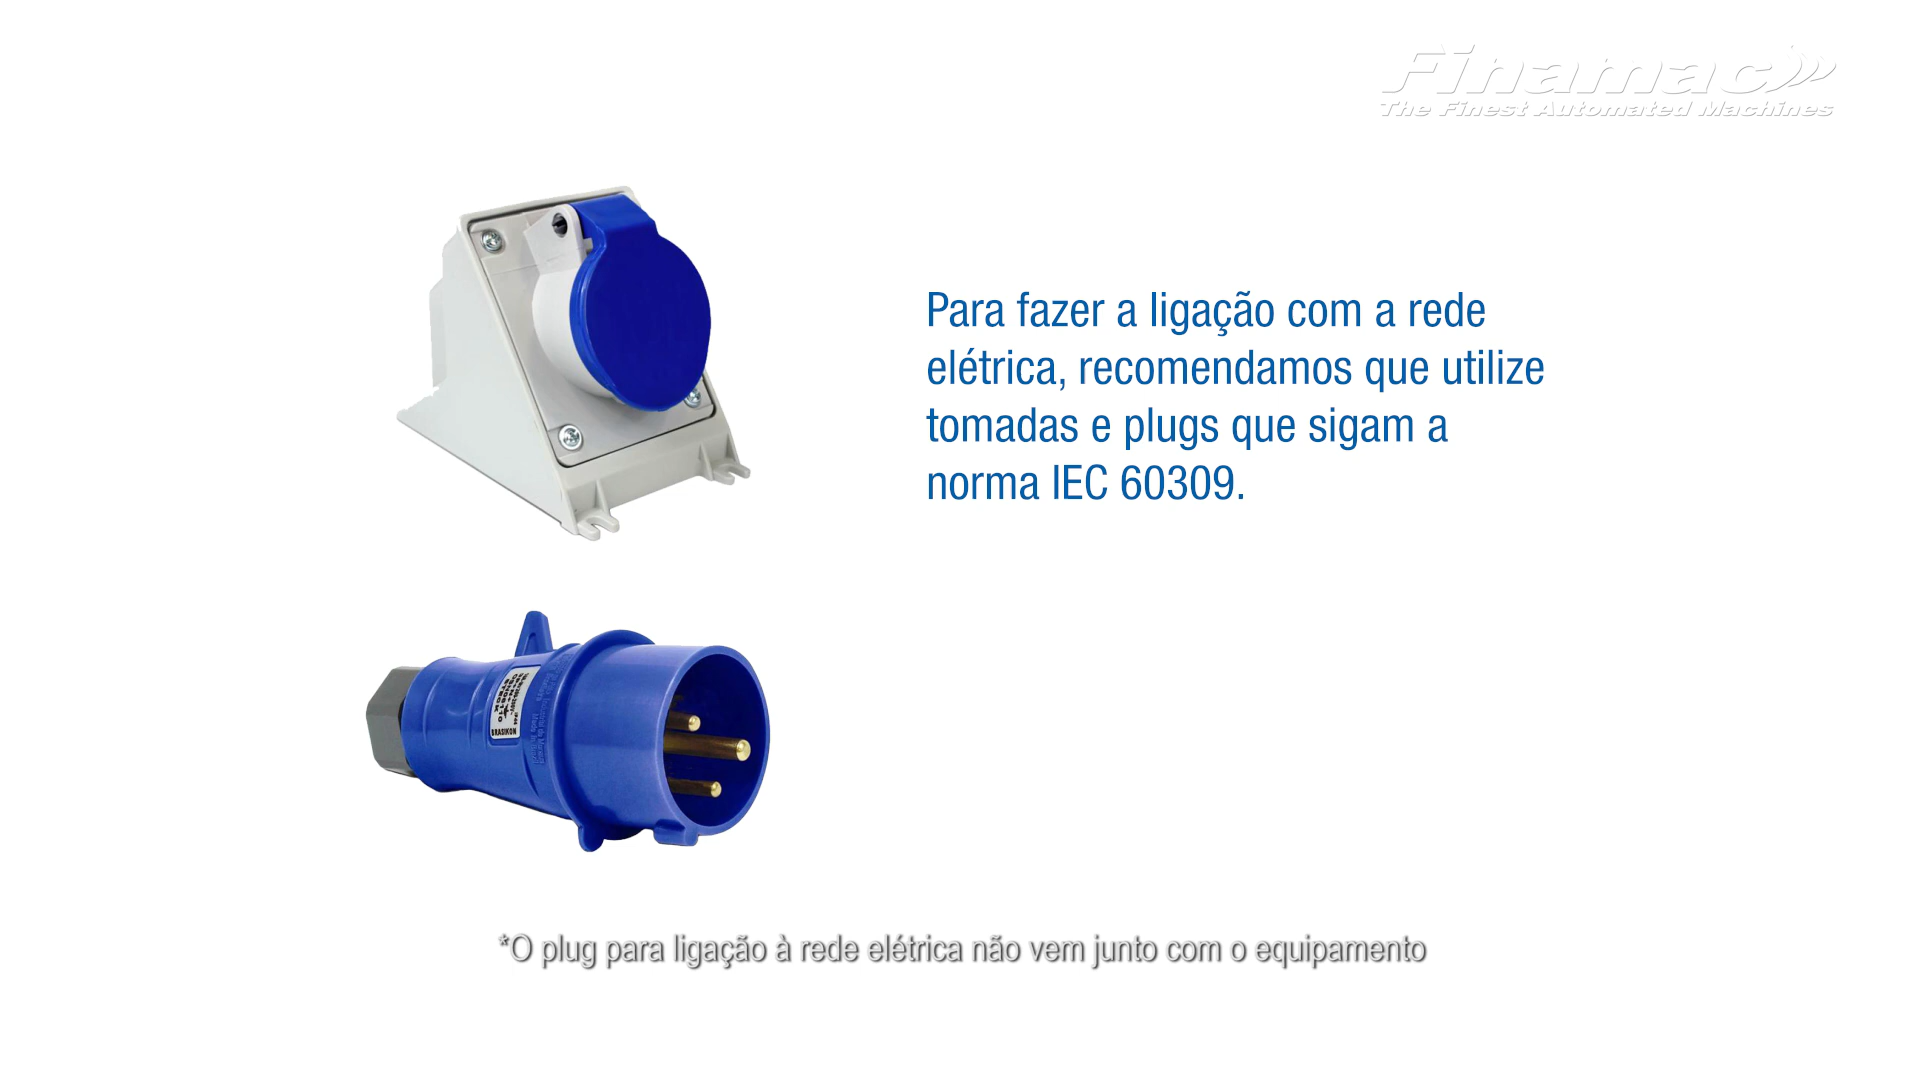 Finamac
The Finest Automated Machines
Para fazer a ligação com a rede
elétrica, recomendamos que utilize
tomadas e plugs que sigam a
norma IEC 60309.
BRASIKON
*O plug para ligação à rede elétrica não vem junto com o equipamento